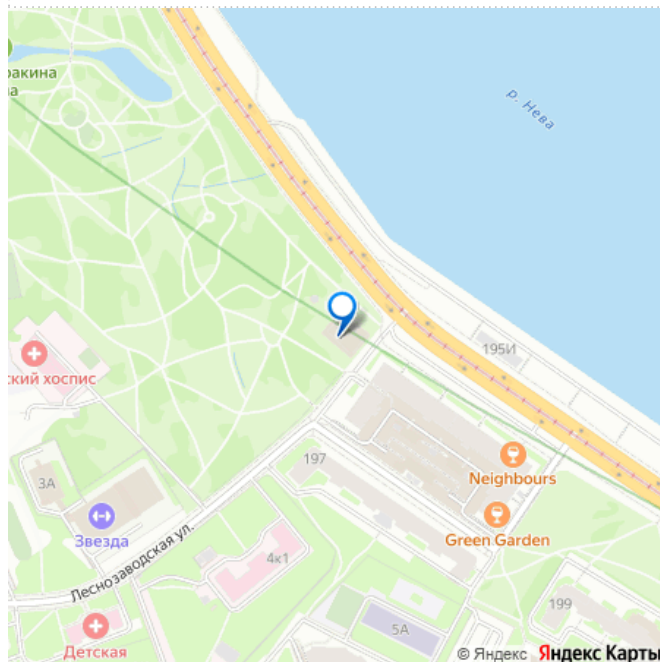 ракина
а
р. Нева
195И
ский хоспис
197
3А
Neighbours
Звезда
Green Garden
Леснозаводская ул.
4к1
199
5А
Детская
© Яндекс Яндекс Карты